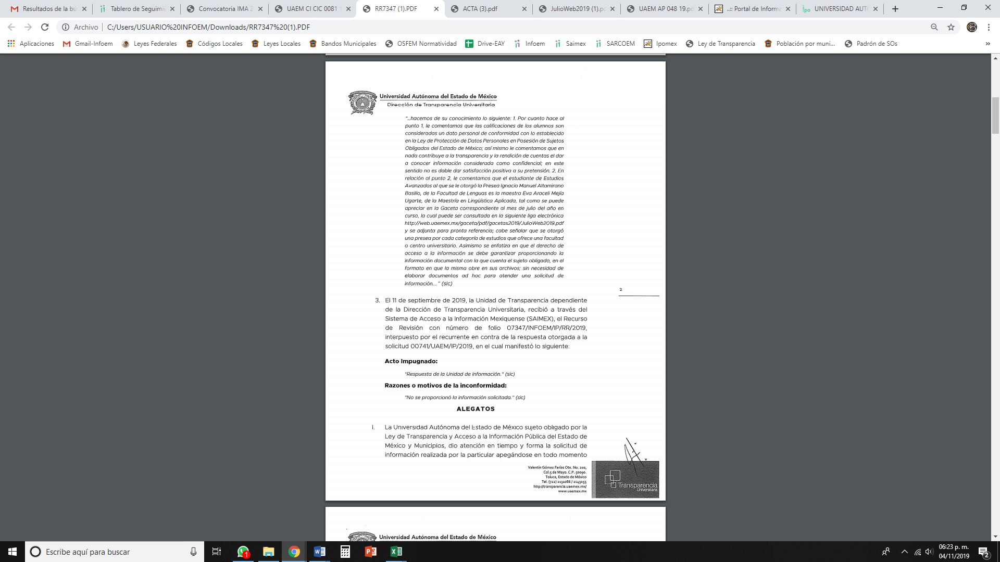 Resultados de la bú
Tablero de Seguimie
Convocatoria IMA 2
UAEM CI CIC 0081 1
RR7347 (1).PDF
ACTA (3).pdf
JulioWeb2019 (1).pd
UAEM AP 048 19.pd
..:: Portal de Informa
UNIVERSIDAD AUTÓ
Archivo
C:/Users/USUARIO%20INFOEM/Downloads/RR7347%20(1).PDF
Aplicaciones
Gmail-Infoem
Leyes Federales
Códigos Locales
Leyes Locales
Bandos Municipales
OSFEM Normatividad
Drive-EAY
Infoem
Saimex
SARCOEM
Ipomex
Ley de Transparencia
Población por muni...
Padrón de SOs
»
Universidad Autónoma del Estado de México
Dirección de Transparencia Universitaria
"...hacemos de su conocimiento lo siguiente: 1. Por cuanto hace al
punto 1, le comentamos que las calificaciones de los alumnos son
consideradas un dato personal de conformidad con lo establecido
en la Ley de Protección de Datos Personales en Posesión de Sujetos
Obligados del Estado de México; así mismo le comentamos que en
nada contribuye a la transparencia y la rendición de cuentas el dar
a conocer información considerada como confidencial; en este
sentido no es dable dar satisfacción positiva a su pretensión. 2. En
relación al punto 2, le comentamos que el estudiante de Estudios
Avanzados al que se le otorgó la Presea Ignacio Manuel Altamirano
Basilio, de la Facultad de Lenguas es la maestra Eva Araceli Mejía
Ugarte, de la Maestría en Lingüística Aplicada, tal como se puede
apreciar en la Gaceta correspondiente al mes de julio del año en
curso, la cual puede ser consultada en la siguiente liga electrónica
http://web.uaemex.mx/gaceta/pdf/gacetas2019/JulioWeb2019.pdf
y se adjunta para pronta referencia; cabe señalar que se otorgó
una presea por cada categoría de estudios que ofrece una facultad
o centro universitario. Asimismo se enfatiza en que el derecho de
acceso a la información se debe garantizar proporcionando la
información documental con la que cuenta el sujeto obligado, en el
formato en que la misma obre en sus archivos; sin necesidad de
elaborar documentos ad hoc para atender una solicitud de
información...." (sic)
2
3. El 11 de septiembre de 2019, la Unidad de Transparencia dependiente
de la Dirección de Transparencia Universitaria, recibió a través del
Sistema de Acceso a la Información Mexiquense (SAIMEX), el Recurso
de Revisión con número de folio 07347/INFOEM/IP/RR/2019,
interpuesto por el recurrente en contra de la respuesta otorgada a la
solicitud 00741/UAEM/IP/2019, en el cual manifestó lo siguiente:
Acto Impugnado:
"Respuesta de la Unidad de Información." (sic)
Razones o motivos de la inconformidad:
"No se proporcionó la información solicitada." (sic)
ALEGATOS
I. La Universidad Autónoma del Estado de México sujeto obligado por la
Ley de Transparencia y Acceso a la Información Pública del Estado de
México y Municipios, dio atención en tiempo y forma la solicitud de
información realizada por la particular apegándose en todo momento
Valentín Gómez Farías Ote. No. 200,
Col.5 de Mayo. C.P. 50090.
Toluca, Estado de México
Tel. (722) 2131086 / 2143055
http://transparencia.uaemex.mx/
www.uaemex.mx
Transparencia
Universitaria
Universidad Autónoma del Estado de México
Escribe aquí para buscar
1
06:23 p. m.
04/11/2019
2